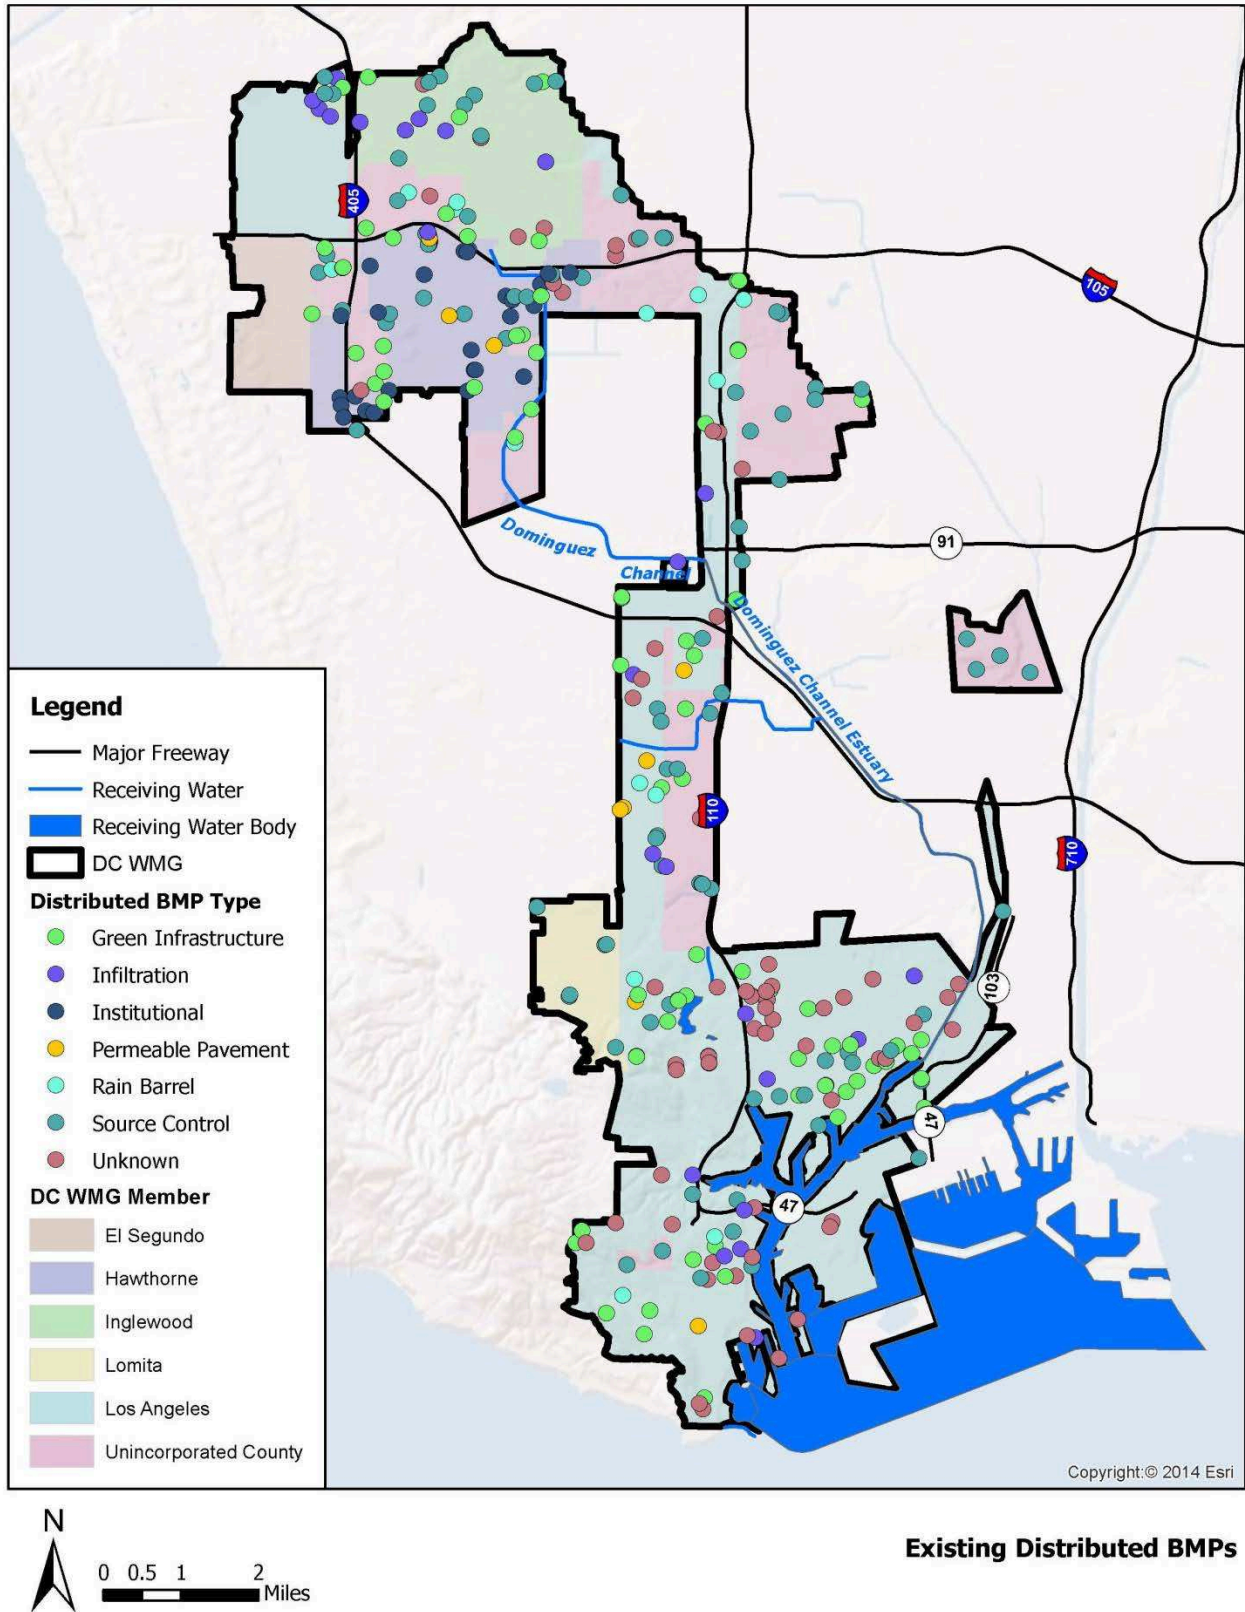 405
105
91
Dominguez
Channel
Dominguez Channel Estuary
110
710
103
47
47
Legend
Major Freeway
Receiving Water
Receiving Water Body
DC WMG
Distributed BMP Type
Green Infrastructure
Infiltration
Institutional
Permeable Pavement
Rain Barrel
Source Control
Unknown
DC WMG Member
El Segundo
Hawthorne
Inglewood
Lomita
Los Angeles
Unincorporated County
Copyright:© 2014 Esri
N
0 0.5 1 2
Miles
Existing Distributed BMPs